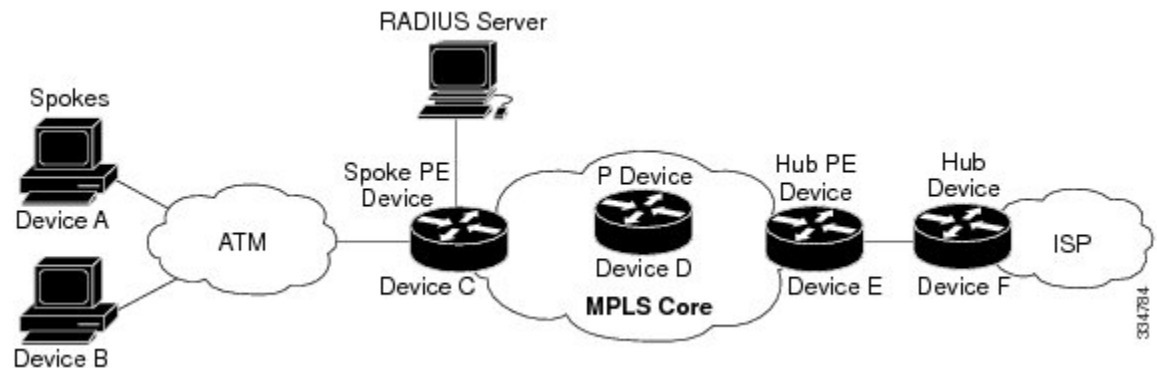 RADIUS Server
Spokes
Device A
ATM
Device B
Spoke PE
Device
Device C
P Device
Device D
MPLS Core
Hub PE
Device
Device E
Hub
Device
Device F
ISP
334784